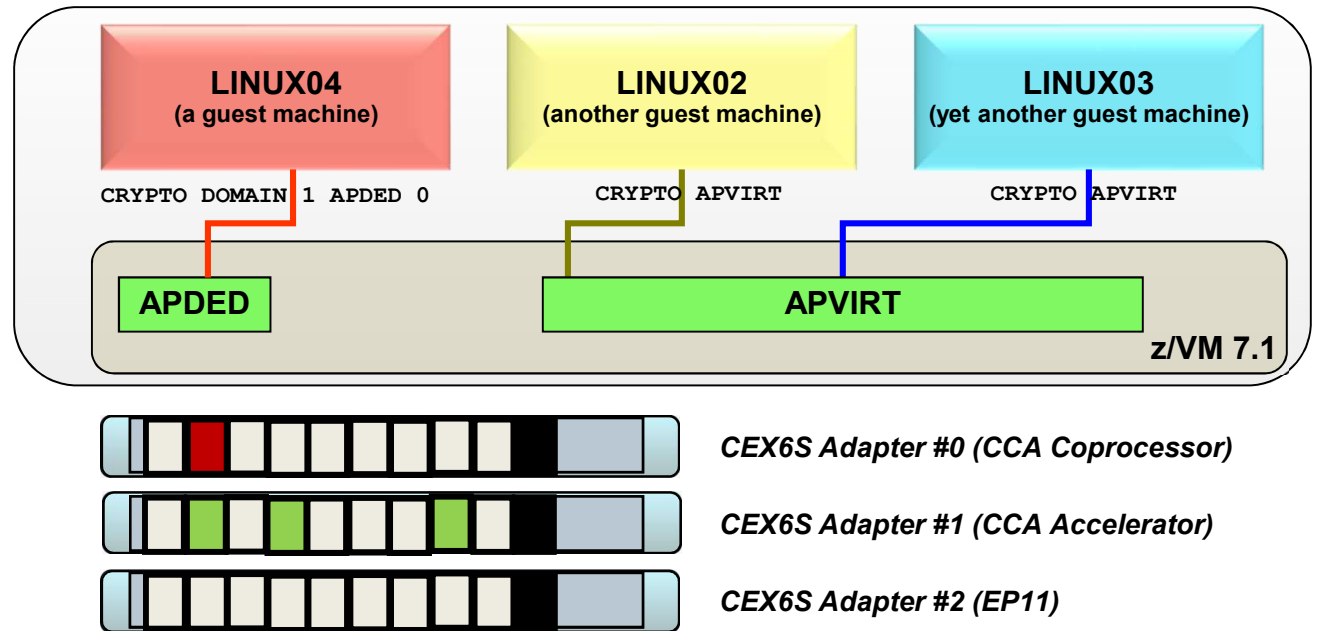 LINUX04
(a guest machine)
LINUX02
(another guest machine)
LINUX03
(yet another guest machine)
CRYPTO DOMAIN 1 APDED 0
CRYPTO APVIRT
CRYPTO APVIRT
APDED
APVIRT
z/VM 7.1
CEX6S Adapter #0 (CCA Coprocessor)
CEX6S Adapter #1 (CCA Accelerator)
CEX6S Adapter #2 (EP11)